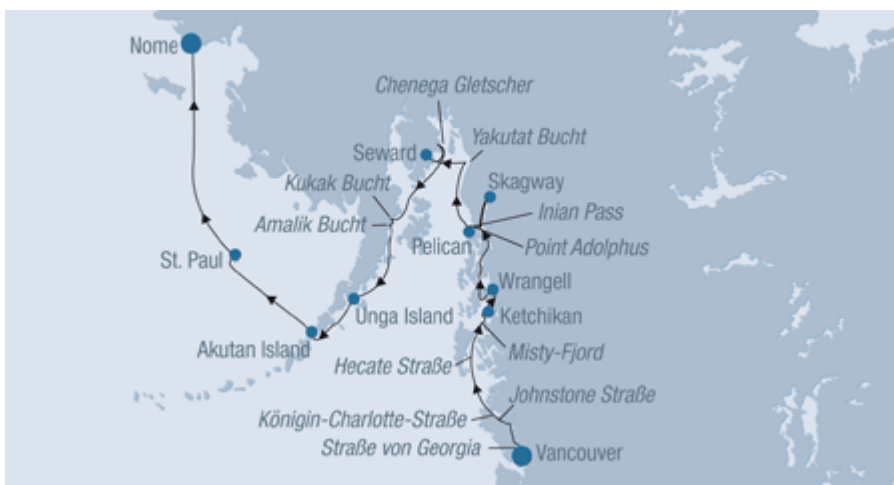 Nome
Chenega Gletscher
Seward
Yakutat Bucht
Kukak Bucht
Skagway
Amalik Bucht
Inian Pass
Pelican
Point Adolphus
St. Paul
Wrangell
Unga Island
Ketchikan
Akutan Island
Misty-Fjord
Hecate Straße
Johnstone Straße
Königin-Charlotte-Straße
Straße von Georgia
Vancouver